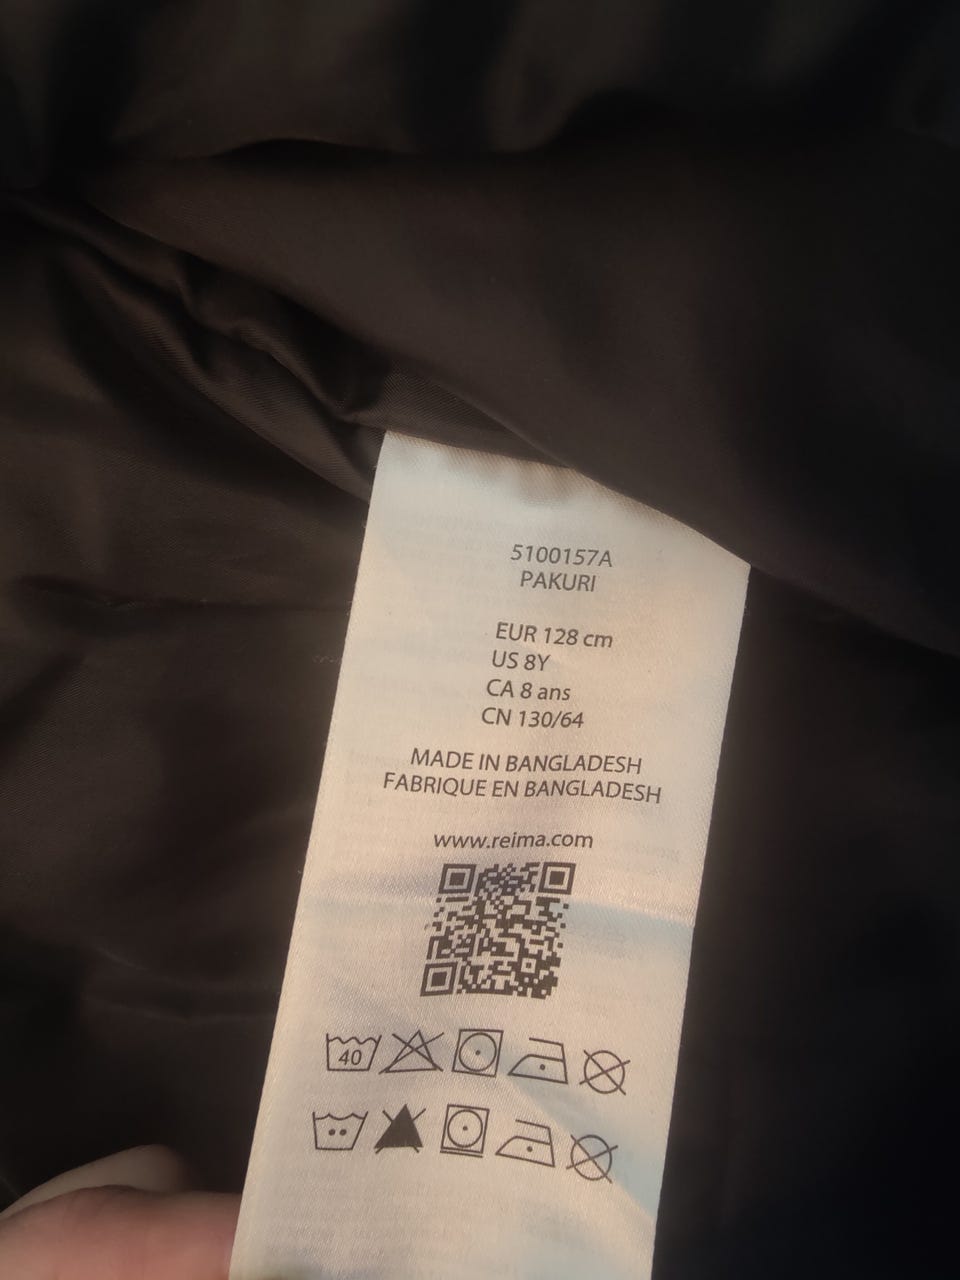 5100157A
PAKURI
EUR 128 cm
US 8Y
CA 8 ans
CN 130/64
MADE IN BANGLADESH
FABRIQUE EN BANGLADESH
www.reima.com
40